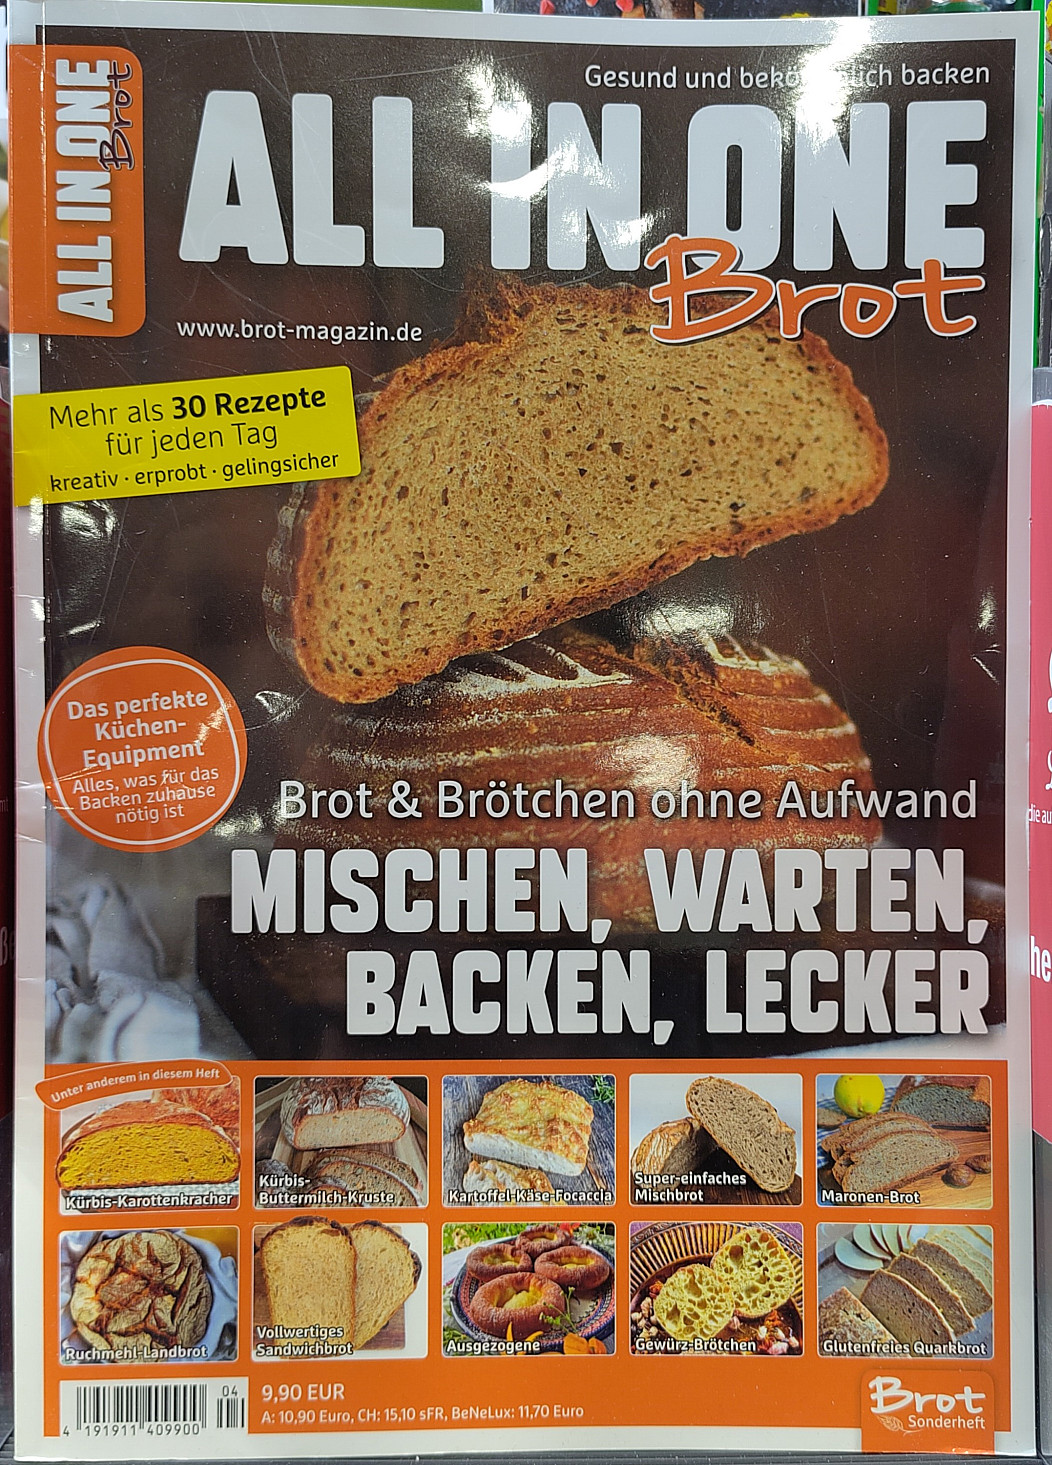 Gesund und bekömmlich backen
ALL IN ONE
Brot
ALL IN ONE
Brot
www.brot-magazin.de
Mehr als 30 Rezepte
für jeden Tag
kreativ · erprobt · gelingsicher
Das perfekte
Küchen-
Equipment
Alles, was für das
Backen zuhause
nötig ist
Brot & Brötchen ohne Aufwand
MISCHEN, WARTEN,
BACKEN, LECKER
Unter anderem in diesem Heft
Kürbis-Karottenkracher
Kürbis-
Buttermilch-Kruste
Kartoffel-Käse-Focaccia
Super-einfaches
Mischbrot
Maronen-Brot
Ruchmehl-Landbrot
Vollwertiges
Sandwichbrot
Ausgezogene
Gewürz-Brötchen
Glutenfreies Quarkbrot
04
4 191911 409900
9,90 EUR
A: 10,90 Euro, CH: 15,10 sFR, BeNeLux: 11,70 Euro
Brot
Sonderheft
die au
he